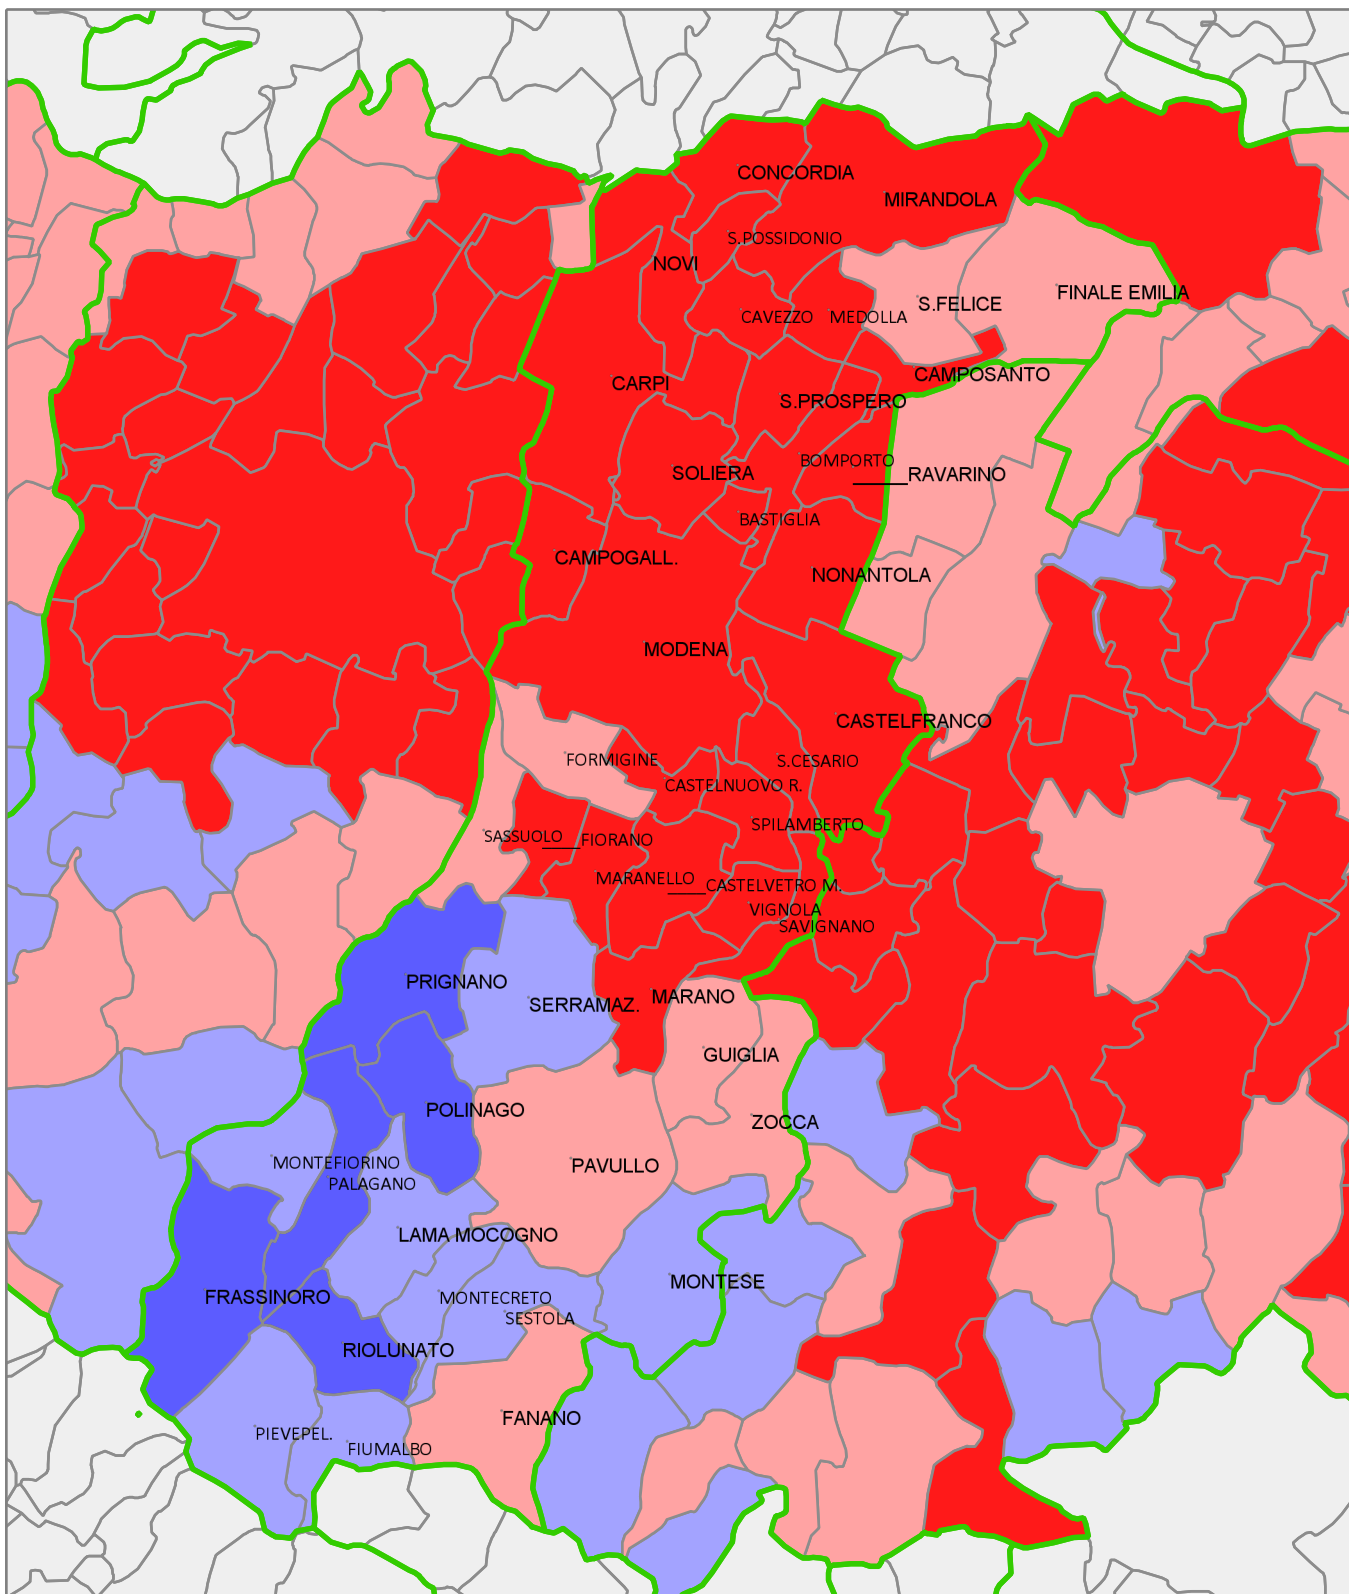 CONCORDIA
MIRANDOLA
S.POSSIDONIO
NOVI
FINALE EMILIA
S.FELICE
CAVEZZO
MEDOLLA
CAMPOSANTO
CARPI
S.PROSPERO
BOMPORTO
SOLIERA
RAVARINO
BASTIGLIA
CAMPOGALL.
NONANTOLA
MODENA
CASTELFRANCO
FORMIGINE
S.CESARIO
CASTELNUOVO R.
SPILAMBERTO
SASSUOLO
FIORANO
MARANELLO
CASTELVETRO M.
VIGNOLA
SAVIGNANO
PRIGNANO
MARANO
SERRAMAZ.
GUIGLIA
POLINAGO
ZOCCA
MONTEFIORINO
PAVULLO
PALAGANO
LAMA MOCOGNO
MONTESE
FRASSINORO
MONTECRETO
SESTOLA
RIOLUNATO
FANANO
PIEVEPEL.
FIUMALBO